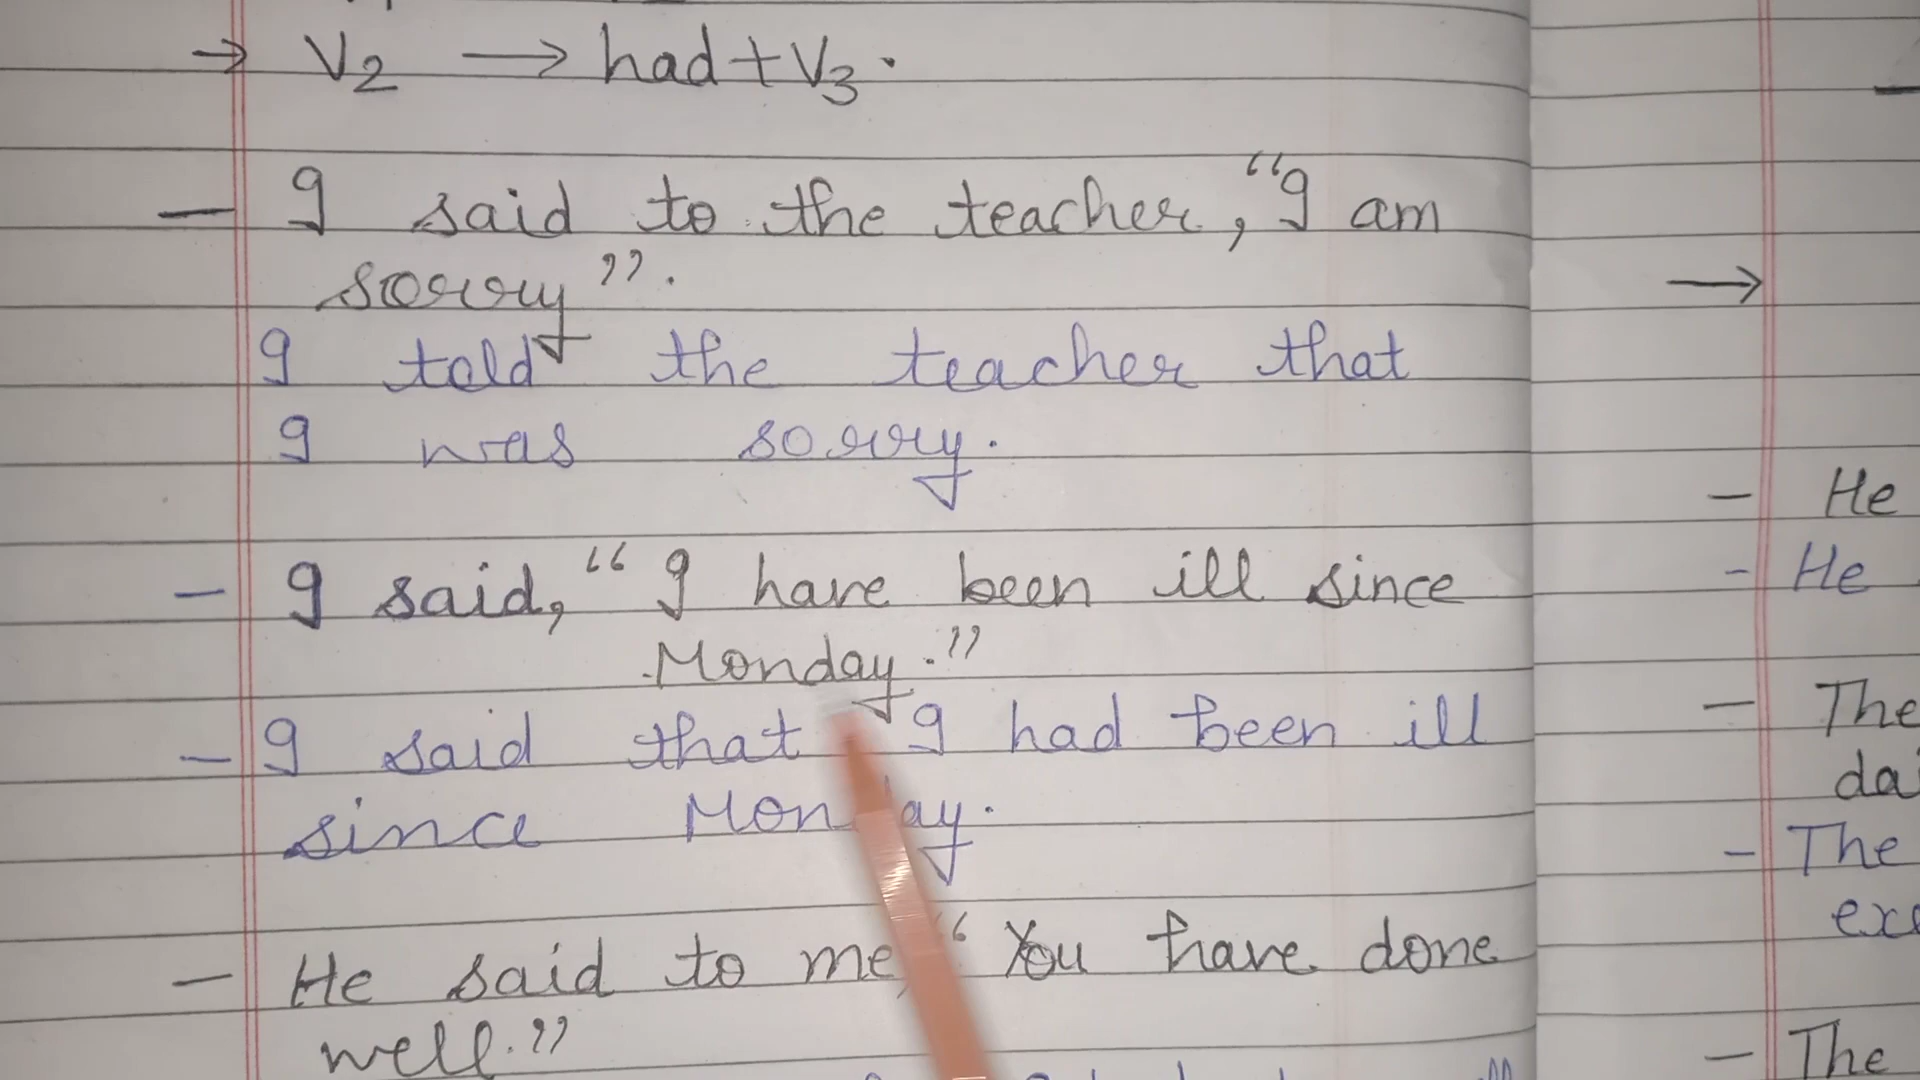 → V2 → had + V3.
— I said to the teacher, “I am
sorry”.
I told the teacher that
I was sorry.
— I said, “I have been ill since
Monday.”
— I said that I had been ill
since Monday.
— He said to me, “You have done
well.”
→
— He
— He
— The
— The
— The